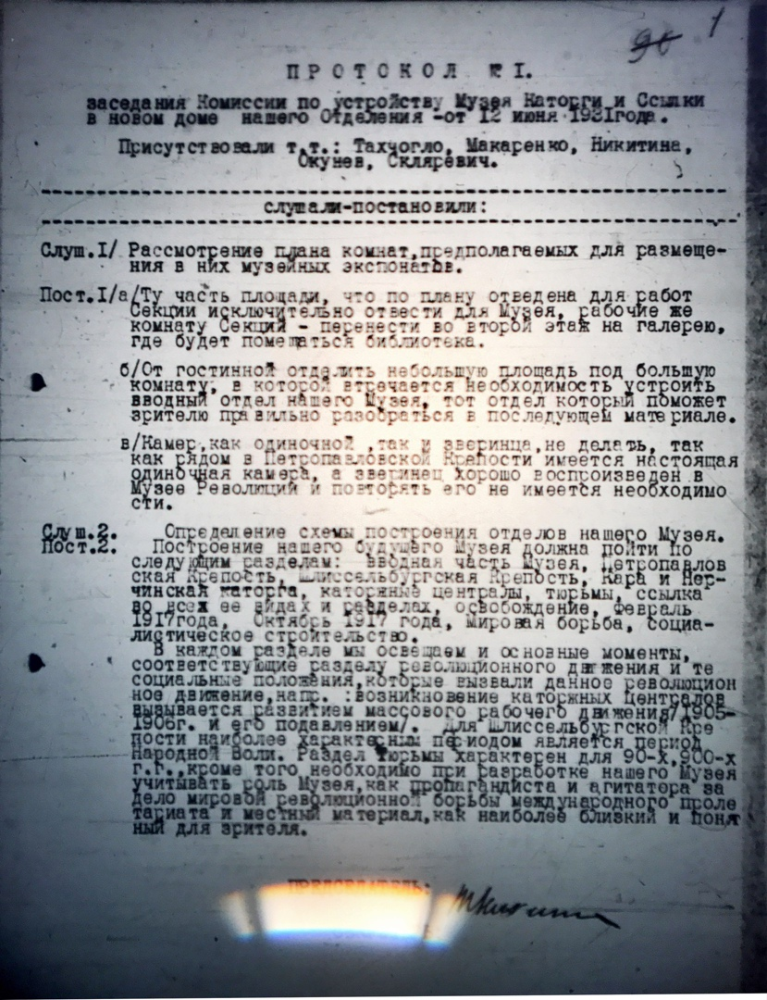 90 1
ПРОТОКОЛ № I.
заседания Комиссии по устройству Музея Каторги и Ссылки
в новом доме нашего Отделения -от 12 июня 1931года.
Присутствовали т.т.: Тахчогло, Макаренко, Никитина,
Окунев, Скляревич.
слушали-постановили:
Слуш.I/ Рассмотрение плана комнат,предполагаемых для размеще-
ния в них музейных экспонатов.
Пост.I/а/Ту часть площади, что по плану отведена для работ
Секции исключительно отвести для Музея, рабочие же
комнату Секций - перенести во второй этаж на галерею,
где будет помещаться библиотека.
б/От гостинной отделить небольшую площадь под большую
комнату, в которой втречается необходимость устроить
вводный отдел нашего Музея, тот отдел который поможет
зрителю правильно разобраться в последующем материале.
в/Камер,как одиночной ,так и зверинца,не делать, так
как рядом в Петропавловской Крепости имеется настоящая
одиночная камера, а зверинец хорошо воспроизведен в
Музее Революций и повторять его не имеется необходимо
сти.
Слуш.2. Определение схемы построения отделов нашего Музея.
Пост.2. Построение нашего будущего Музея должна пойти по
следующим разделам: вводная часть Музея, Петропавлов
ская Крепость, Шлиссельбургская Крепость, Кара и Нер-
чинская каторга, каторжные централы, тюрьмы, ссылка
во всех ее видах и разделах, освобождение, Февраль
1917года, Октябрь 1917 года, мировая борьба, социа-
листическое строительство.
В каждом разделе мы освещаем и основные моменты,
соответствующие разделу революционного движения и те
социальные положения,которые вызвали данное революцион
ное движение,напр. :возникновение каторжных централов
вызывается развитием массового рабочего движения/1905-
1906г. и его подавлением/. Для Шлиссельбургской Кре
пости наиболее характерным периодом является период
Народной Воли. Раздел Тюрьмы характерен для 90-х,900-х
г.г.,кроме того необходимо при разработке нашего Музея
учитывать роль Музея,как пропагандиста и агитатора за
дело мировой революционной борьбы международного проле
тариата и местный материал,как наиболее близкий и понят
ный для зрителя.
ПРЕДСЕДАТЕЛЬ: Никитина